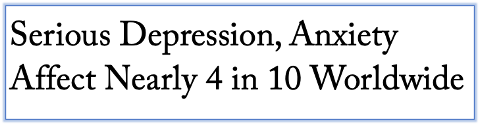 Serious Depression, Anxiety
Affect Nearly 4 in 10 Worldwide